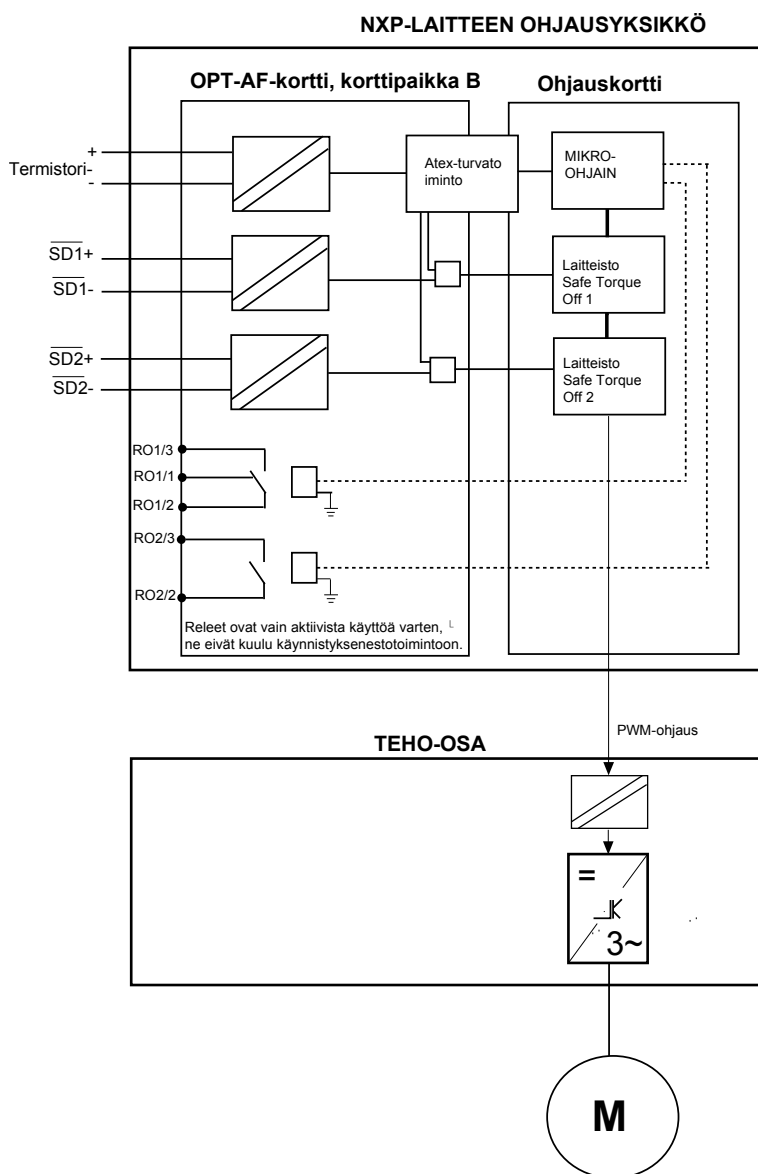 NXP-LAITTEEN OHJAUSYKSIKKÖ
OPT-AF-kortti, korttipaikka B
Ohjauskortti
+
Termistori-
-
Atex-turvato
iminto
MIKRO-
OHJAIN
SD1+
SD1-
Laitteisto
Safe Torque
Off 1
SD2+
SD2-
Laitteisto
Safe Torque
Off 2
RO1/3
RO1/1
RO1/2
RO2/3
RO2/2
Releet ovat vain aktiivista käyttöä varten,
ne eivät kuulu käynnistyksenestotoimintoon.
PWM-ohjaus
TEHO-OSA
=
3~
M